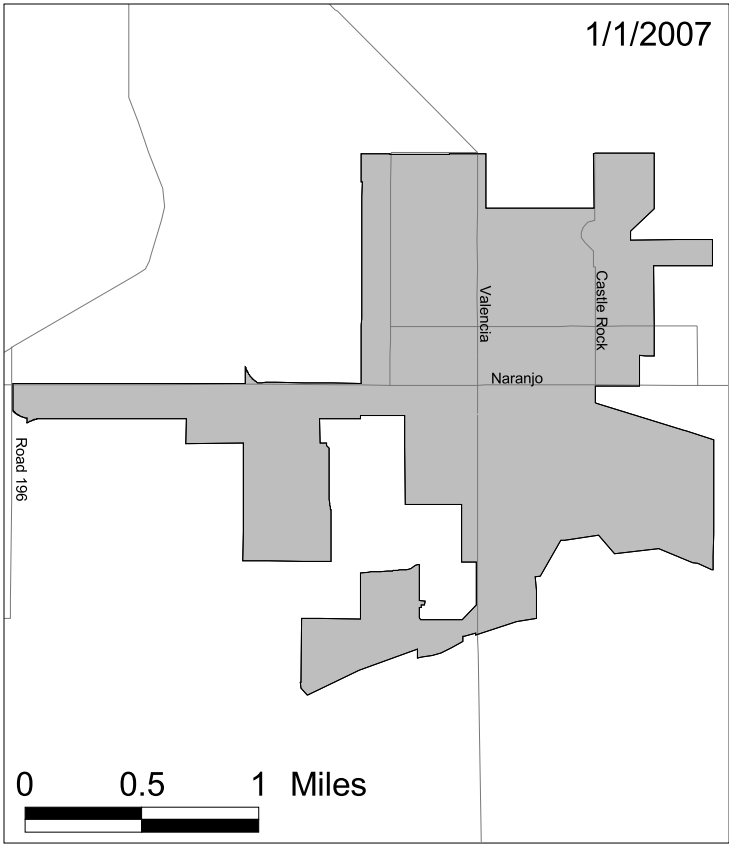 1/1/2007
Valencia
Castle Rock
Naranjo
Road 196
0 0.5 1 Miles